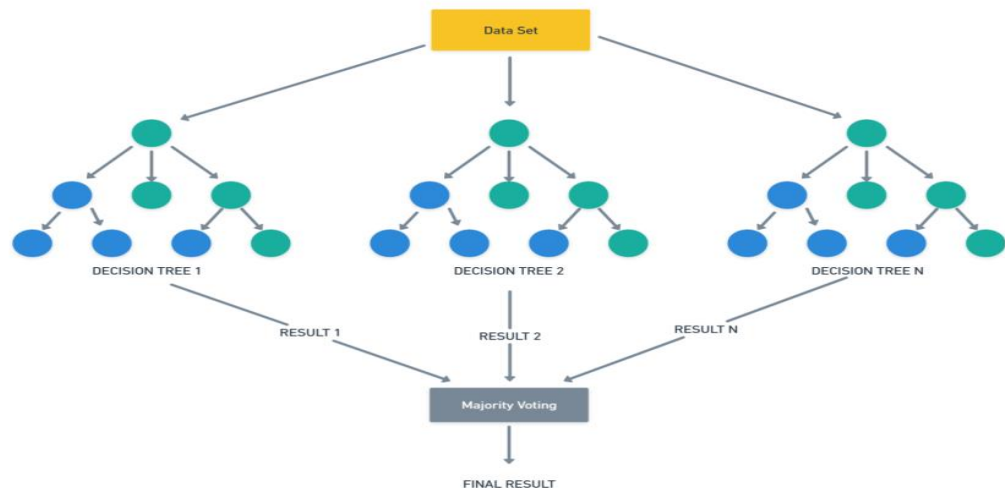 Data Set
DECISION TREE 1
DECISION TREE 2
DECISION TREE N
RESULT 1
RESULT 2
RESULT N
Majority Voting
FINAL RESULT